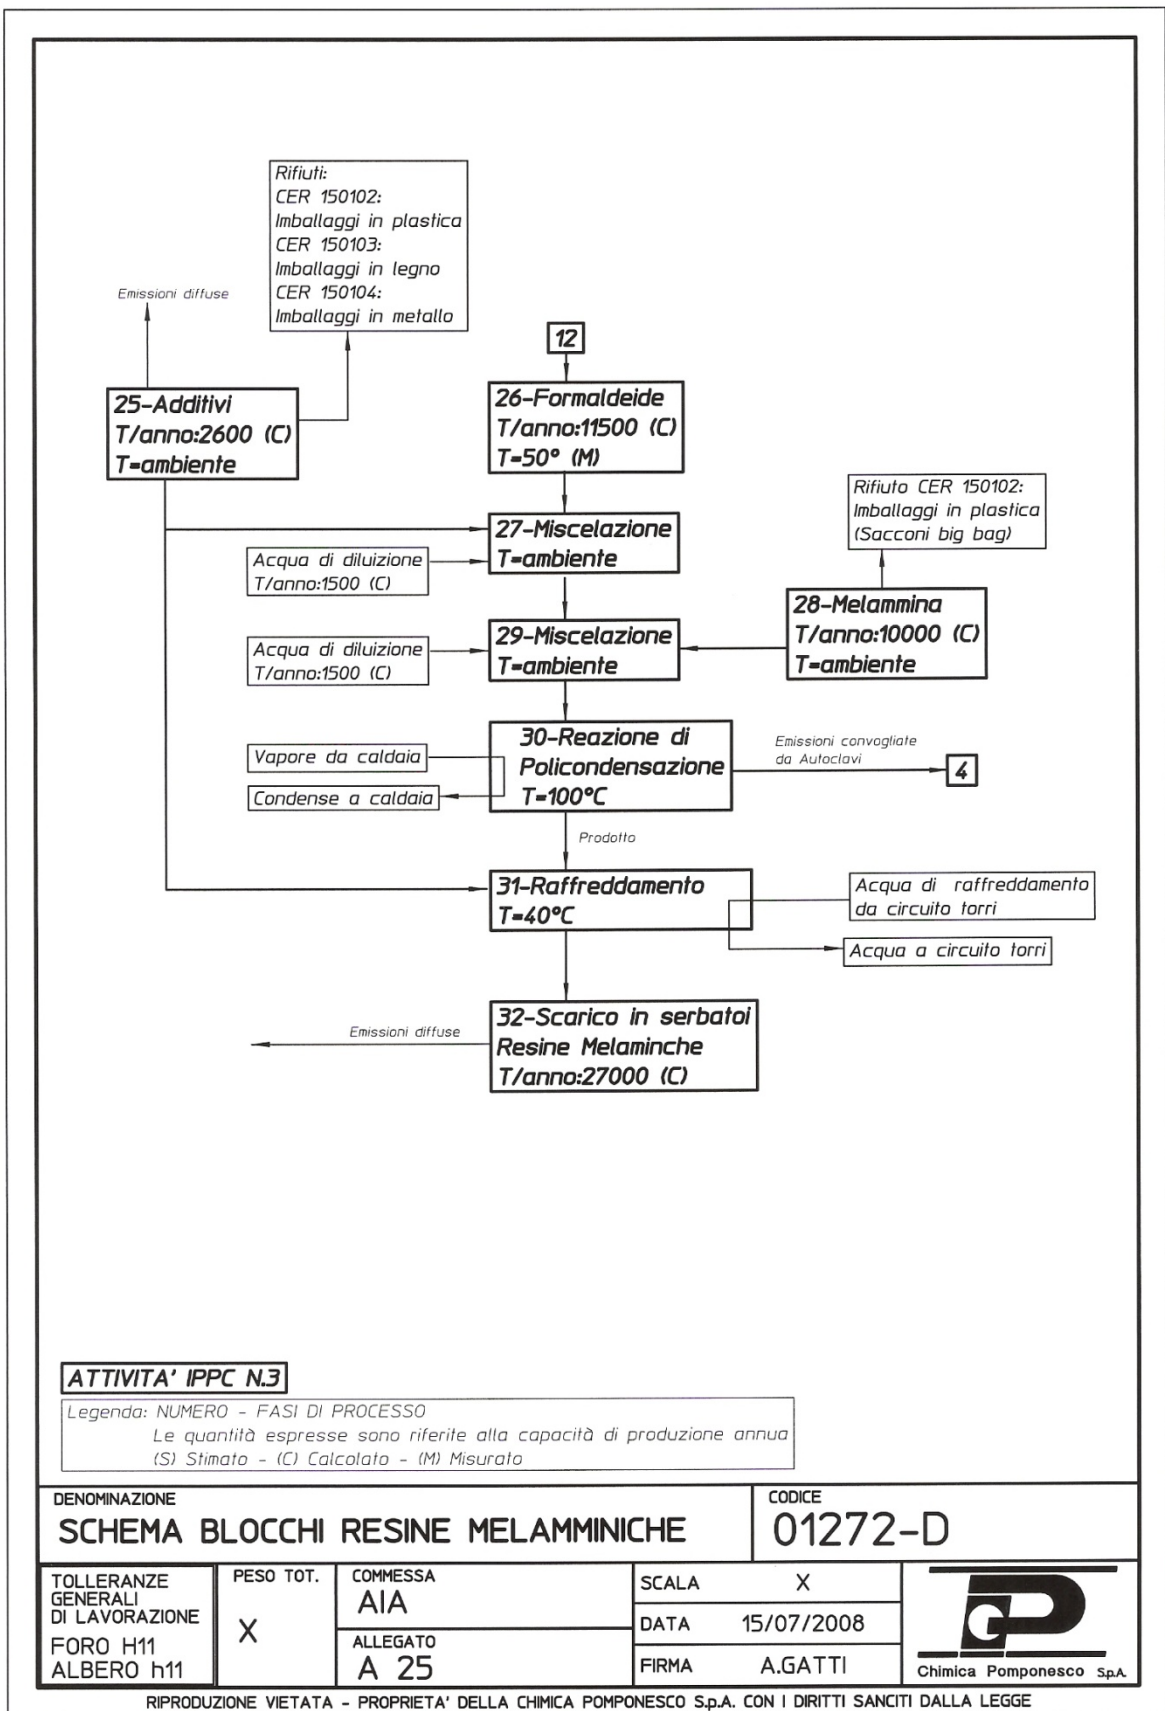 Rifiuti:
CER 150102:
Imballaggi in plastica
CER 150103:
Imballaggi in legno
CER 150104:
Imballaggi in metallo
Emissioni diffuse
12
25-Additivi
T/anno:2600 (C)
T=ambiente
26-Formaldeide
T/anno:11500 (C)
T=50° (M)
Rifiuto CER 150102:
Imballaggi in plastica
(Sacconi big bag)
27-Miscelazione
T=ambiente
Acqua di diluizione
T/anno:1500 (C)
28-Melammina
T/anno:10000 (C)
T=ambiente
29-Miscelazione
T=ambiente
Acqua di diluizione
T/anno:1500 (C)
30-Reazione di
Policondensazione
T=100°C
Vapore da caldaia
Condense a caldaia
Emissioni convogliate
da Autoclavi
4
Prodotto
31-Raffreddamento
T=40°C
Acqua di raffreddamento
da circuito torri
Acqua a circuito torri
32-Scarico in serbatoi
Resine Melaminche
T/anno:27000 (C)
Emissioni diffuse
ATTIVITA' IPPC N.3
Legenda: NUMERO - FASI DI PROCESSO
Le quantità espresse sono riferite alla capacità di produzione annua
(S) Stimato - (C) Calcolato - (M) Misurato
DENOMINAZIONE
SCHEMA BLOCCHI RESINE MELAMMINICHE
CODICE
01272-D
TOLLERANZE
GENERALI
DI LAVORAZIONE
FORO H11
ALBERO h11
PESO TOT.
X
COMMESSA
AIA
ALLEGATO
A 25
SCALA X
DATA 15/07/2008
FIRMA A.GATTI
Chimica Pomponesco S.p.A.
RIPRODUZIONE VIETATA - PROPRIETA' DELLA CHIMICA POMPONESCO S.p.A. CON I DIRITTI SANCITI DALLA LEGGE